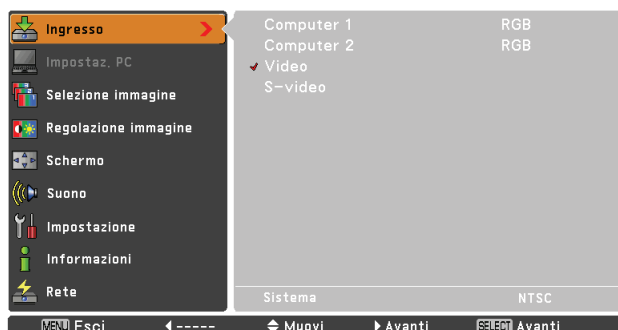 Ingresso
Impostaz. PC
Selezione immagine
Regolazione immagine
Schermo
Suono
Impostazione
Informazioni
Rete
Computer 1 RGB
Computer 2 RGB
Video
S-video
Sistema NTSC
MENU Esci ----- Muovi Avanti SELECT Avanti